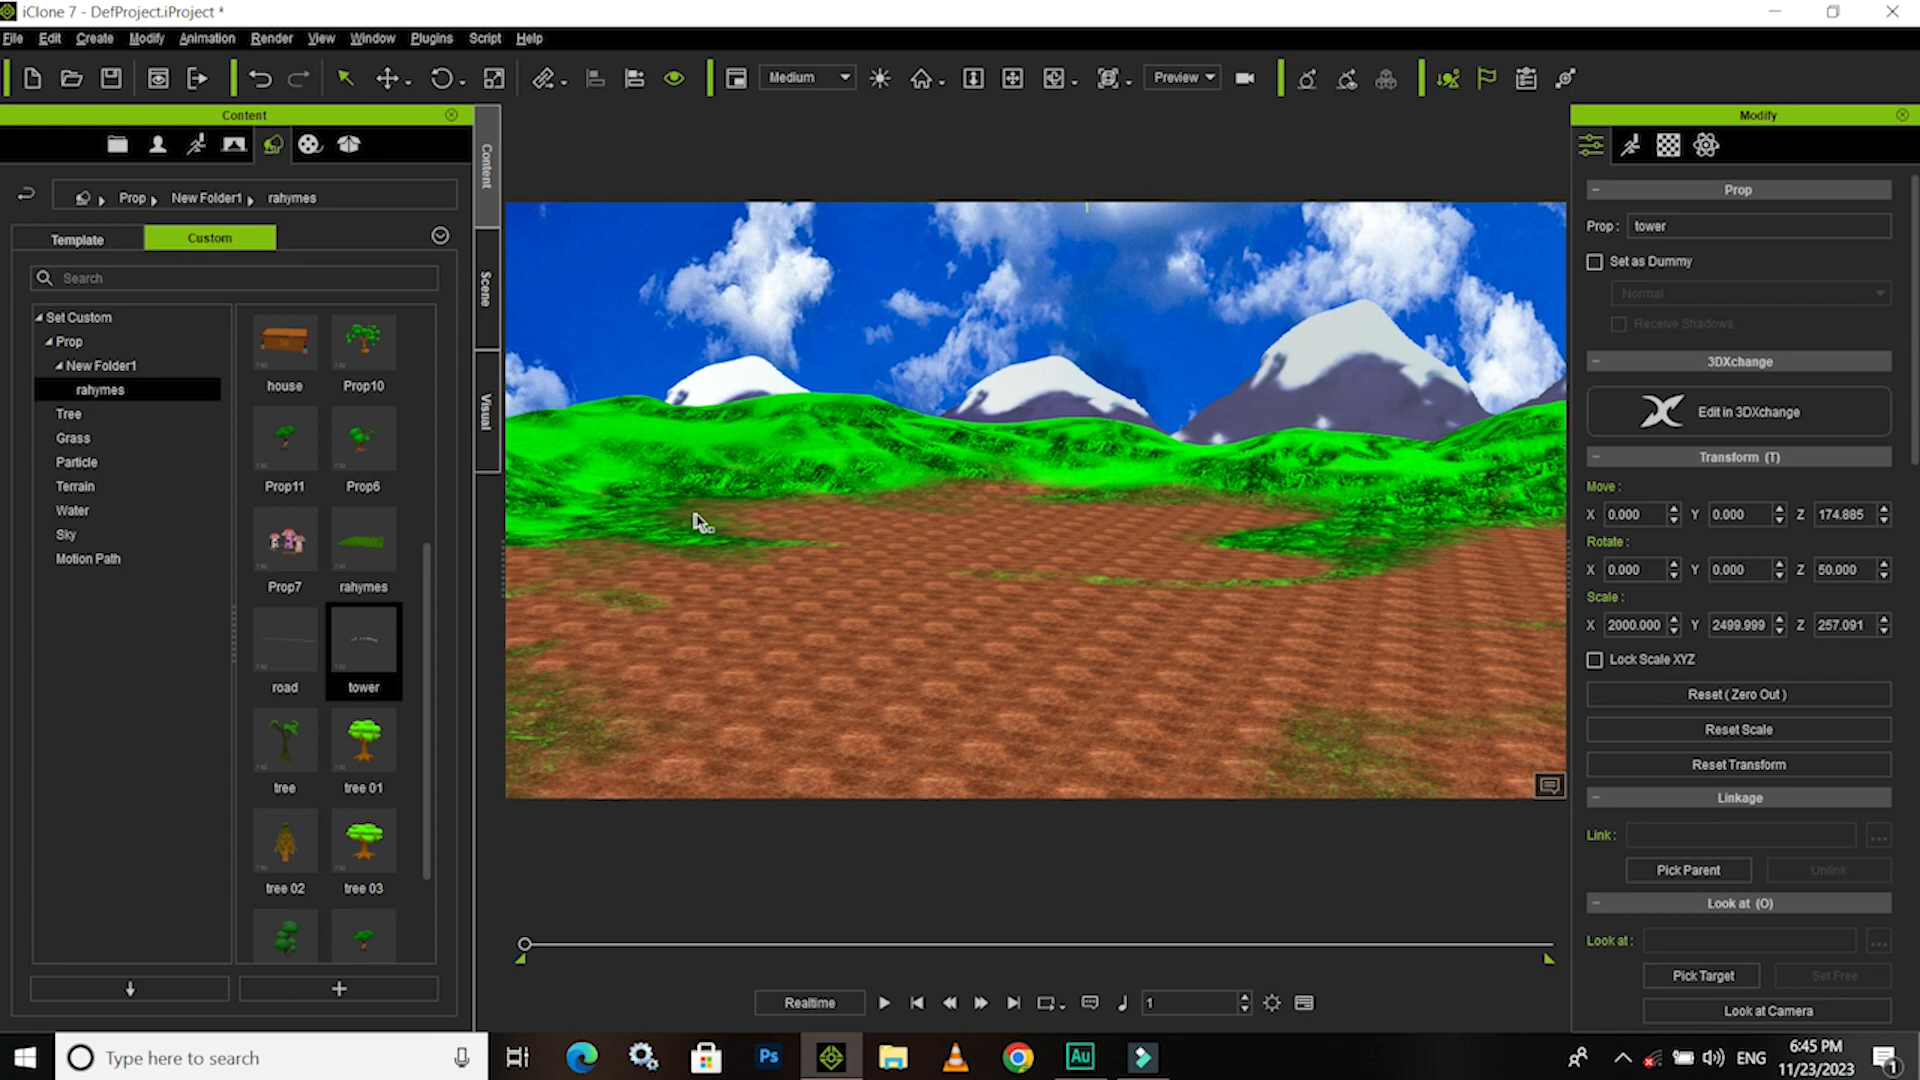 iClone 7 - DefProject.iProject *
File Edit Create Modify Animation Render View Window Plugins Script Help
Medium Preview
Content
Prop New Folder1 rahymes
Template Custom
Search
Set Custom
Prop
New Folder1
rahymes
Tree
Grass
Particle
Terrain
Water
Sky
Motion Path
house Prop10
Prop11 Prop6
Prop7 rahymes
road tower
tree tree 01
tree 02 tree 03
Content
Scene
Visual
Realtime 1
Modify
Prop
Prop : tower
Set as Dummy
Normal
Receive Shadows
3DXchange
Edit in 3DXchange
Transform (T)
Move :
X 0.000 Y 0.000 Z 174.885
Rotate :
X 0.000 Y 0.000 Z 50.000
Scale :
X 2000.000 Y 2499.999 Z 257.091
Lock Scale XYZ
Reset ( Zero Out )
Reset Scale
Reset Transform
Linkage
Link :
Pick Parent Unlink
Look at (O)
Look at :
Pick Target Set Free
Look at Camera
Type here to search
Ps
Au
ENG
6:45 PM
11/23/2023
1